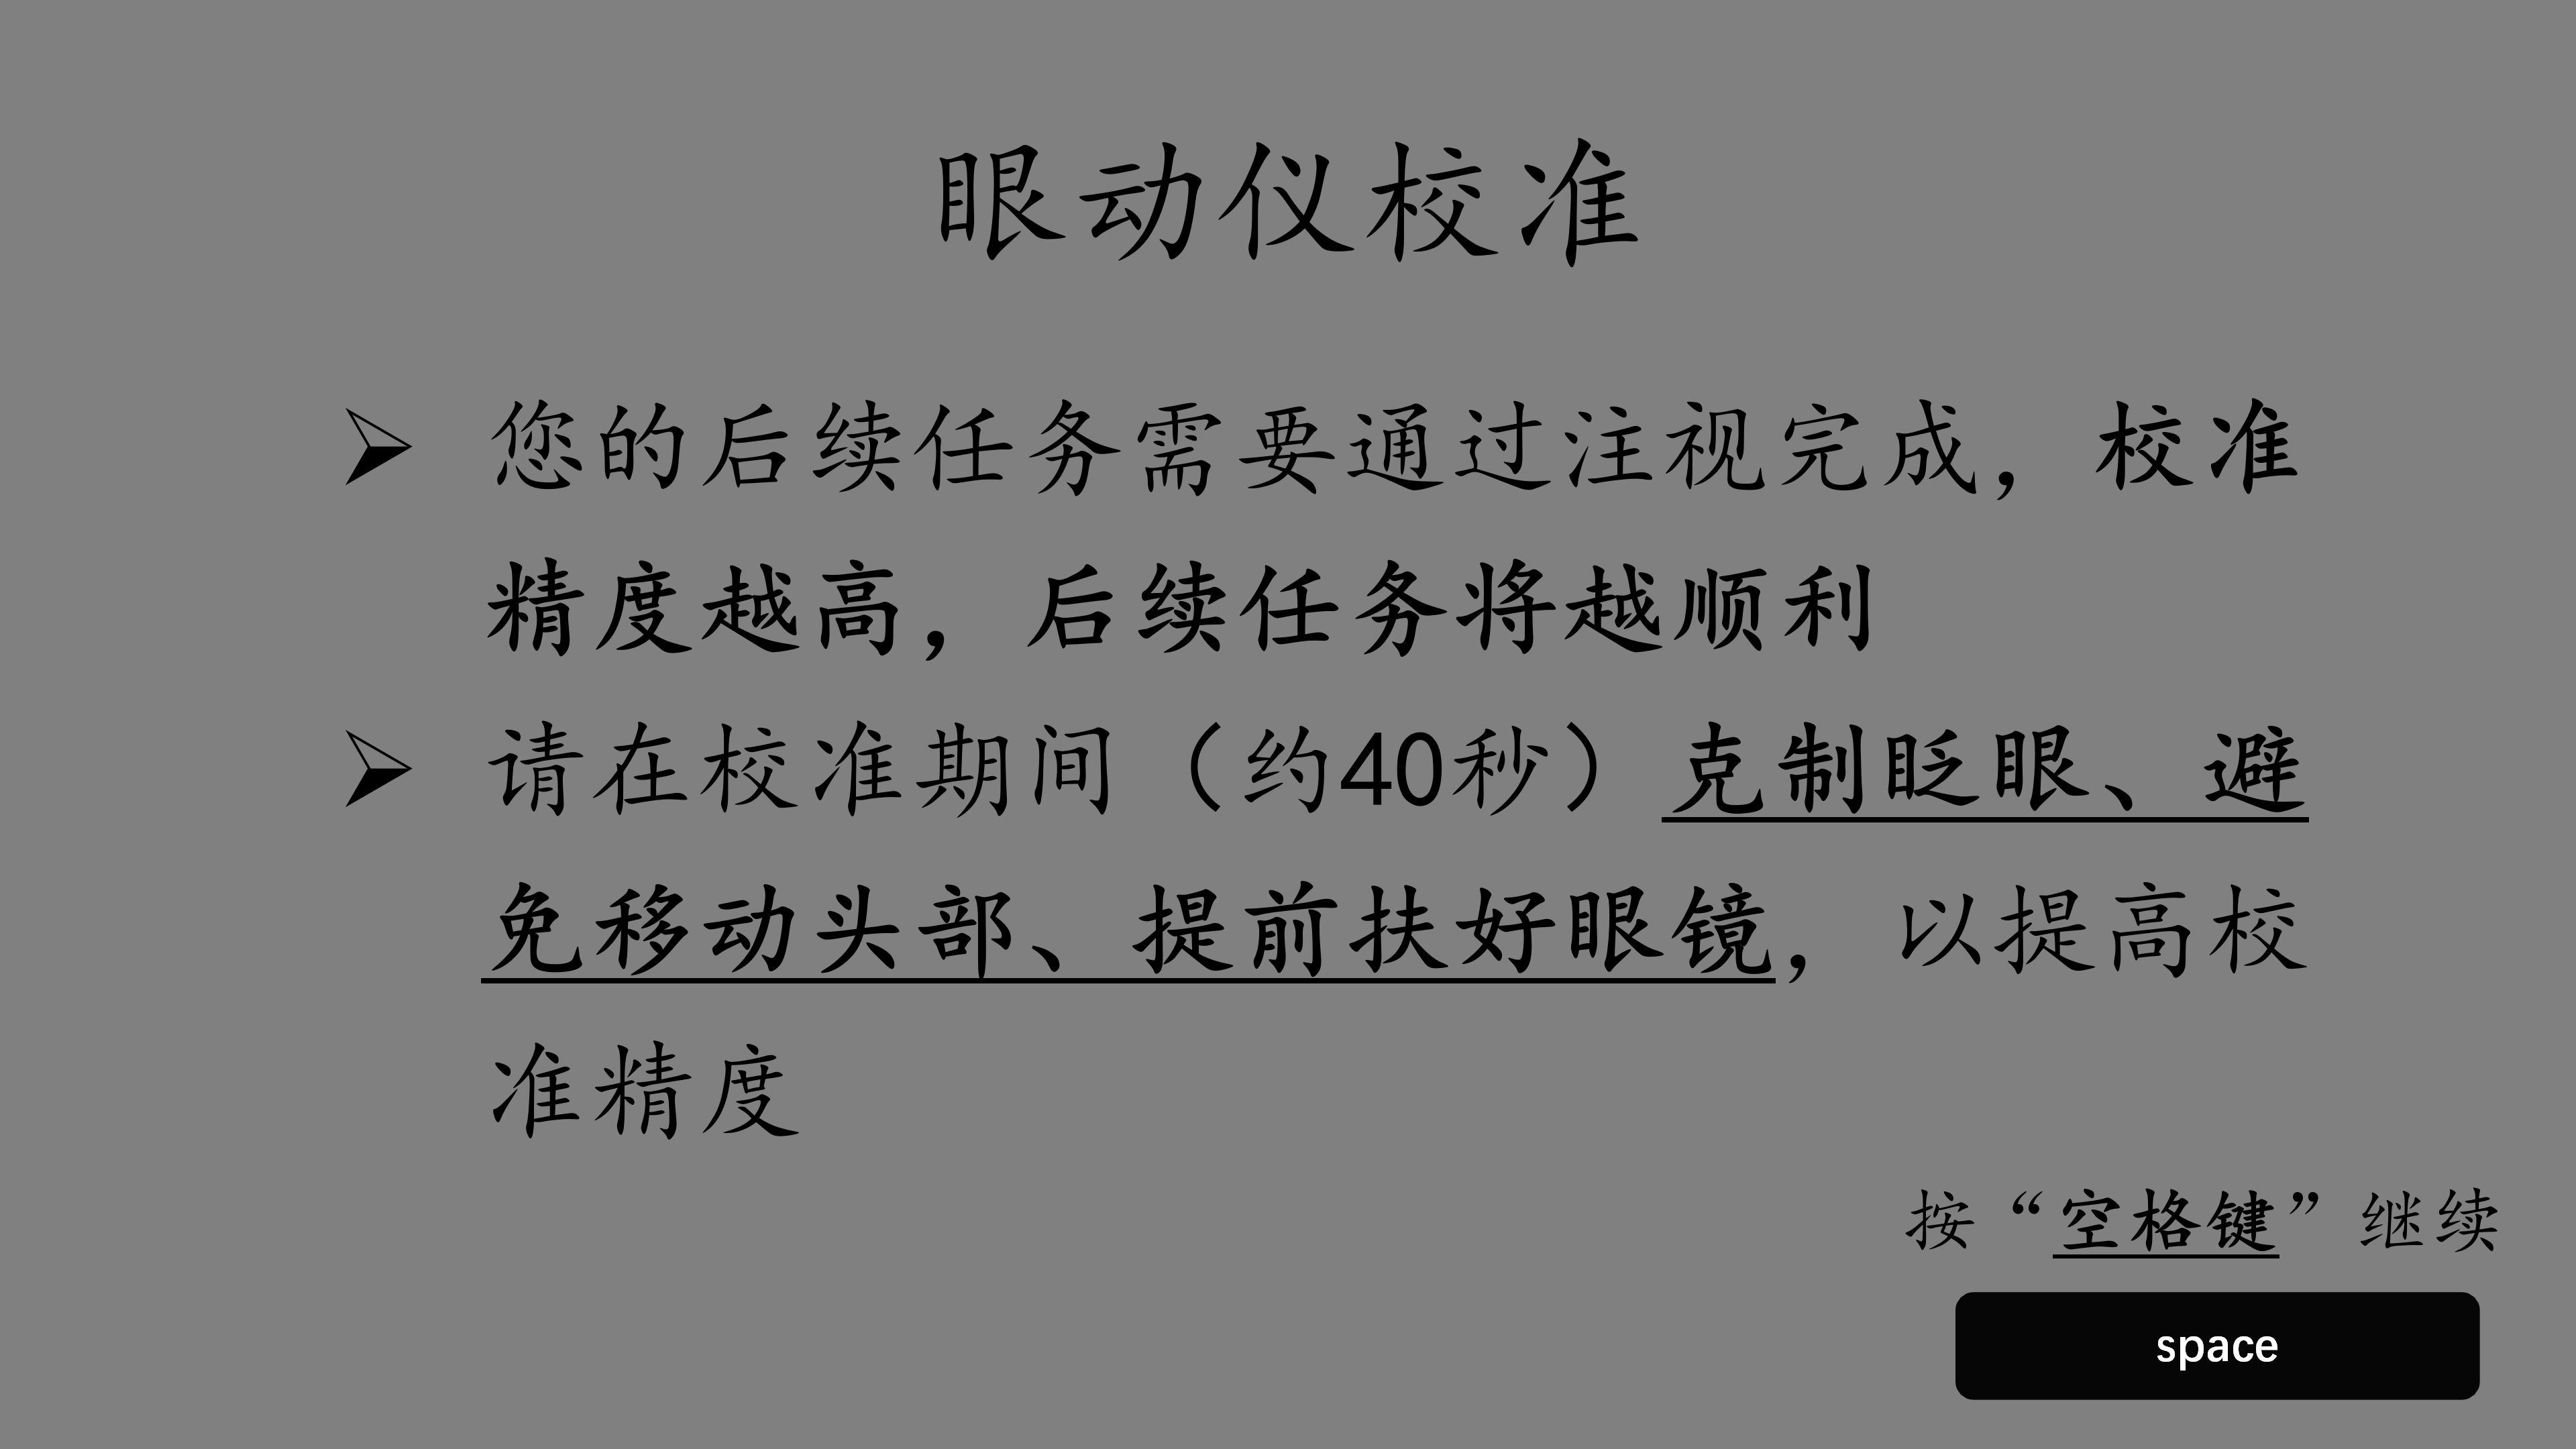 眼动仪校准
➢ 您的后续任务需要通过注视完成，校准
精度越高，后续任务将越顺利
➢ 请在校准期间（约40秒）克制眨眼、避
免移动头部、提前扶好眼镜，以提高校
准精度
按“空格键”继续
space